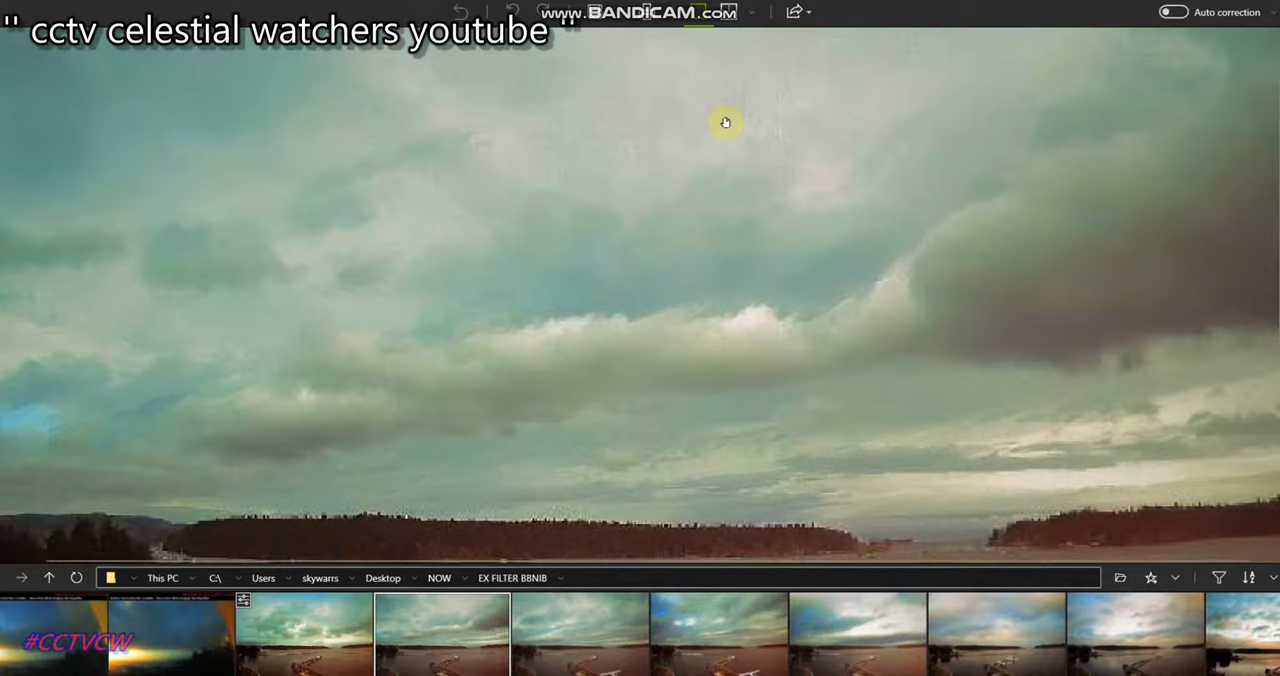 www.BANDICAM.com
Auto correction
" cctv celestial watchers youtube "
This PC
C:\
Users
skywarrs
Desktop
NOW
EX FILTER BBNIB
#CCTVCW